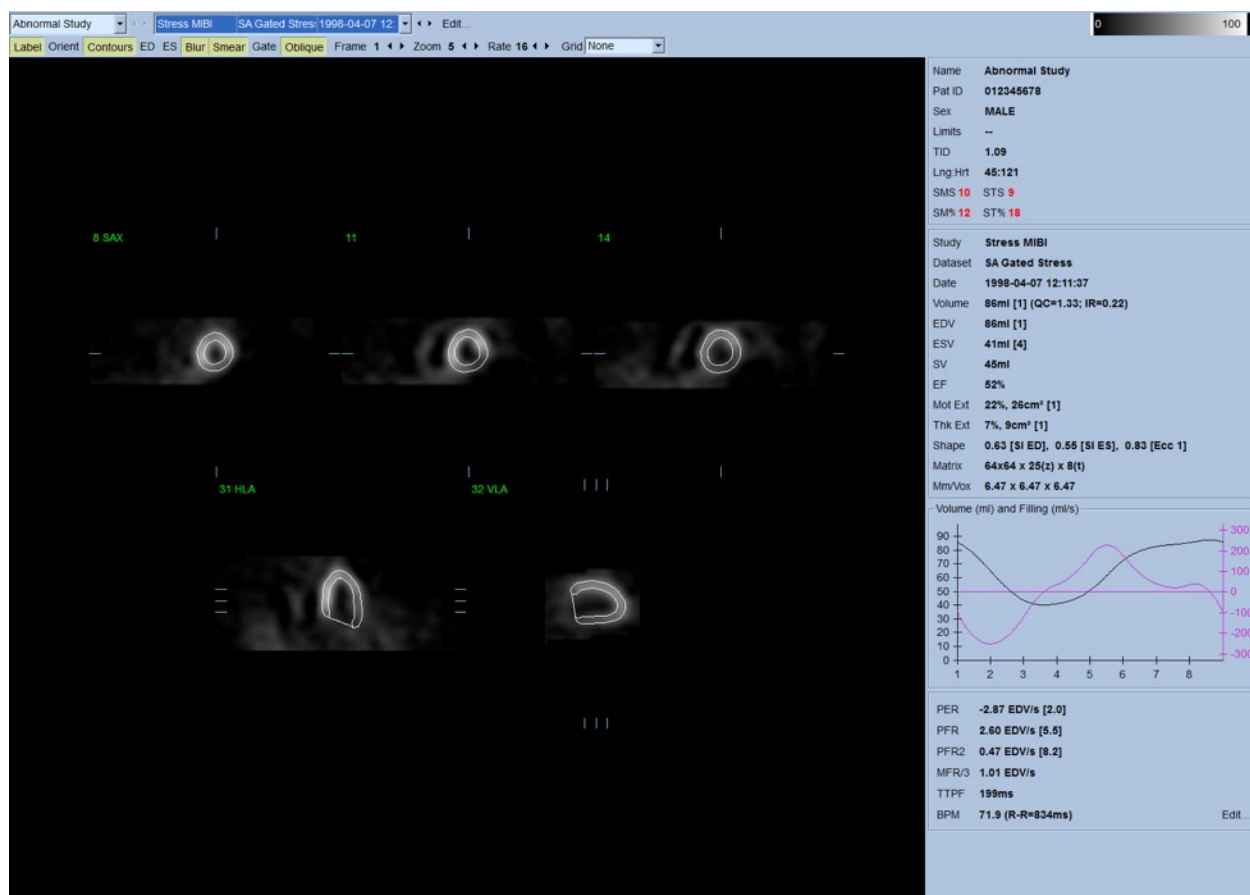 Abnormal Study Stress MIBI SA Gated Stres 1998-04-07 12: Edit...
Label Orient Contours ED ES Blur Smear Gate Oblique Frame 1 Zoom 5 Rate 16 Grid None
0 100
8 SAX 11 14
31 HLA 32 VLA
Name Abnormal Study
Pat ID 012345678
Sex MALE
Limits --
TID 1.09
Lng:Hrt 45:121
SMS 10 STS 9
SM% 12 ST% 18
Study Stress MIBI
Dataset SA Gated Stress
Date 1998-04-07 12:11:37
Volume 86ml [1] (QC=1.33; IR=0.22)
EDV 86ml [1]
ESV 41ml [4]
SV 45ml
EF 52%
Mot Ext 22%, 26cm² [1]
Thk Ext 7%, 9cm² [1]
Shape 0.63 [SI ED], 0.55 [SI ES], 0.83 [Ecc 1]
Matrix 64x64 x 25(z) x 8(t)
Mm/Vox 6.47 x 6.47 x 6.47
Volume (ml) and Filling (ml/s)
90 300
80 200
70
60 100
50 0
40
30 -100
20 -200
10
0 -300
1 2 3 4 5 6 7 8
PER -2.87 EDV/s [2.0]
PFR 2.60 EDV/s [5.5]
PFR2 0.47 EDV/s [8.2]
MFR/3 1.01 EDV/s
TTPF 199ms
BPM 71.9 (R-R=834ms) Edit...